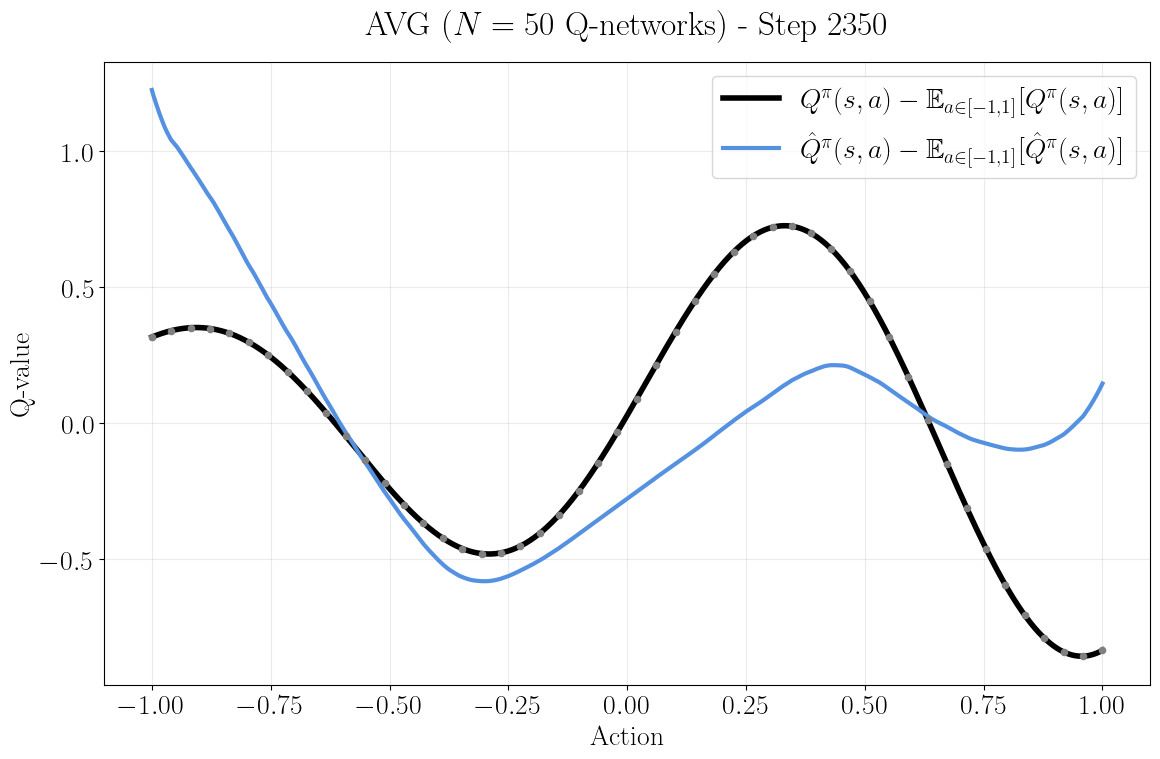 AVG (N = 50 Q-networks) - Step 2350
Q^π(s, a) − 𝔼_{a∈[−1,1]}[Q^π(s, a)]
Q̂^π(s, a) − 𝔼_{a∈[−1,1]}[Q̂^π(s, a)]
1.0
0.5
0.0
−0.5
Q-value
−1.00 −0.75 −0.50 −0.25 0.00 0.25 0.50 0.75 1.00
Action